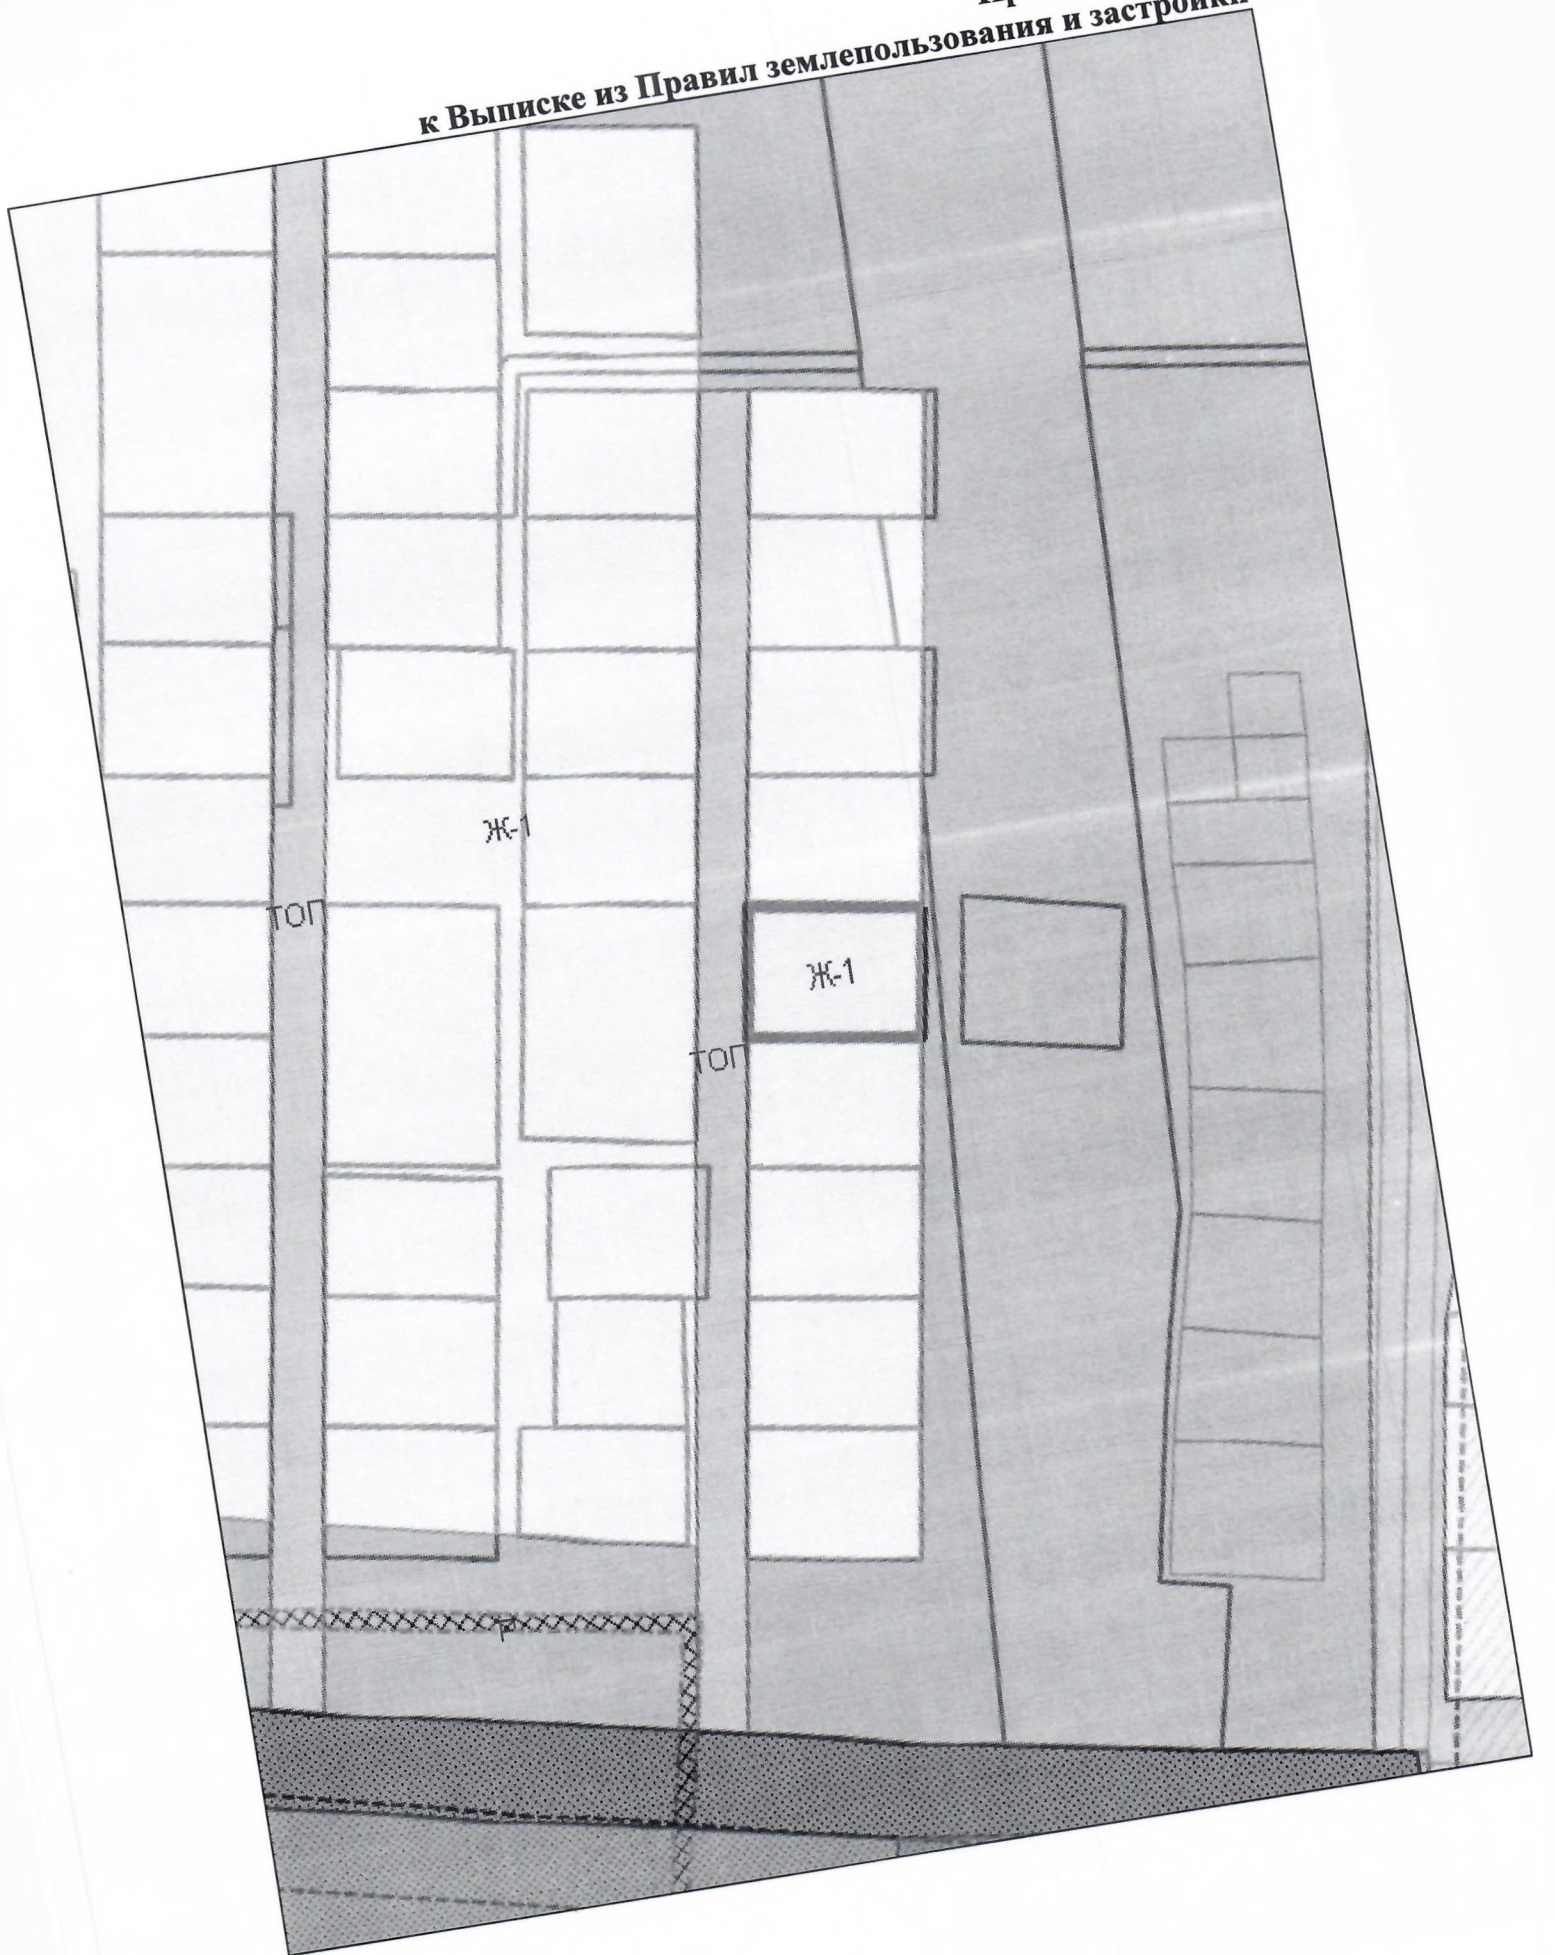 к Выписке из Правил землепользования и застройки
Ж-1
ТОП
Ж-1
ТОП
Р